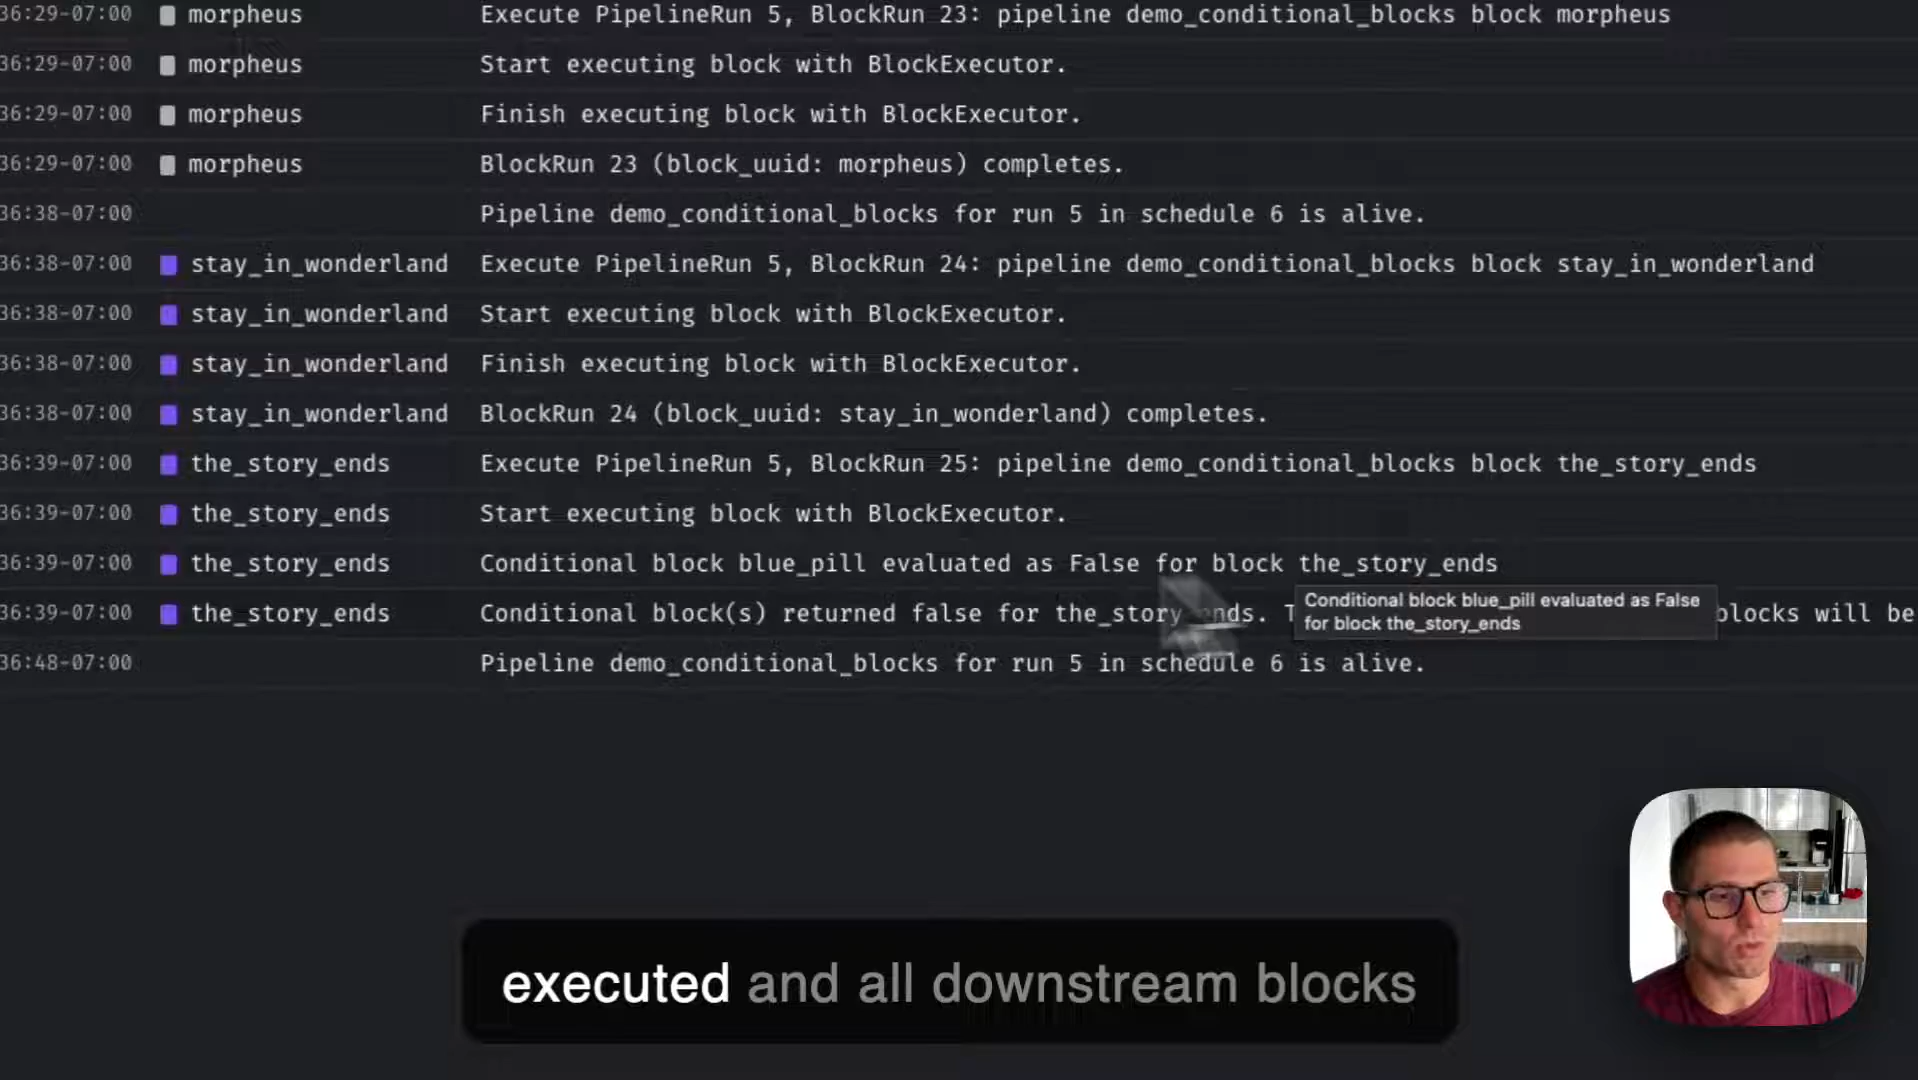 36:29-07:00 morpheus Execute PipelineRun 5, BlockRun 23: pipeline demo_conditional_blocks block morpheus
36:29-07:00 morpheus Start executing block with BlockExecutor.
36:29-07:00 morpheus Finish executing block with BlockExecutor.
36:29-07:00 morpheus BlockRun 23 (block_uuid: morpheus) completes.
36:38-07:00 Pipeline demo_conditional_blocks for run 5 in schedule 6 is alive.
36:38-07:00 stay_in_wonderland Execute PipelineRun 5, BlockRun 24: pipeline demo_conditional_blocks block stay_in_wonderland
36:38-07:00 stay_in_wonderland Start executing block with BlockExecutor.
36:38-07:00 stay_in_wonderland Finish executing block with BlockExecutor.
36:38-07:00 stay_in_wonderland BlockRun 24 (block_uuid: stay_in_wonderland) completes.
36:39-07:00 the_story_ends Execute PipelineRun 5, BlockRun 25: pipeline demo_conditional_blocks block the_story_ends
36:39-07:00 the_story_ends Start executing block with BlockExecutor.
36:39-07:00 the_story_ends Conditional block blue_pill evaluated as False for block the_story_ends
36:39-07:00 the_story_ends Conditional block(s) returned false for the_story_ends. blocks will be
Conditional block blue_pill evaluated as False
for block the_story_ends
36:48-07:00 Pipeline demo_conditional_blocks for run 5 in schedule 6 is alive.
executed and all downstream blocks